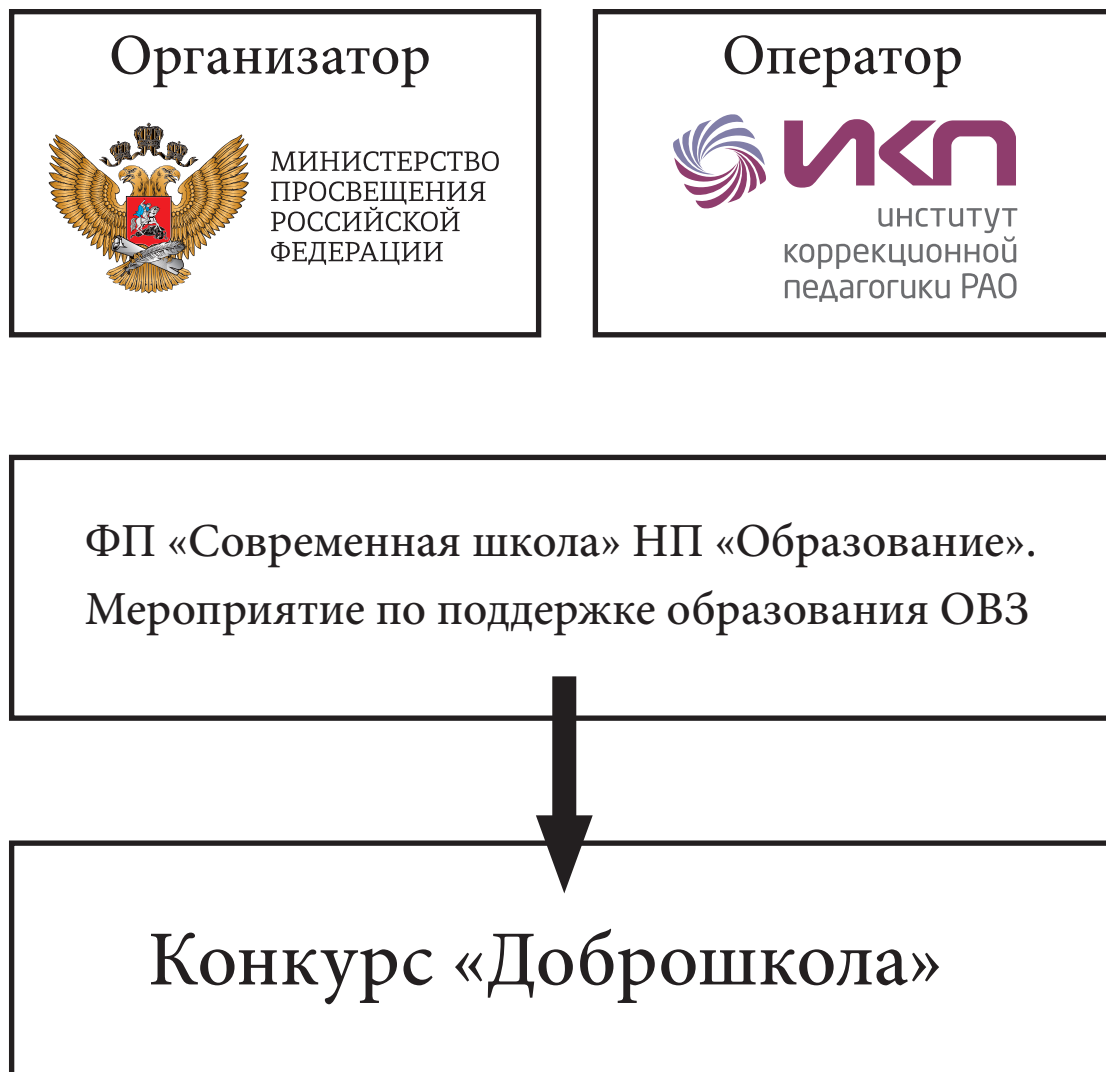 Организатор
МИНИСТЕРСТВО
ПРОСВЕЩЕНИЯ
РОССИЙСКОЙ
ФЕДЕРАЦИИ
Оператор
ИКП
институт
коррекционной
педагогики РАО
ФП «Современная школа» НП «Образование».
Мероприятие по поддержке образования ОВЗ
Конкурс «Доброшкола»